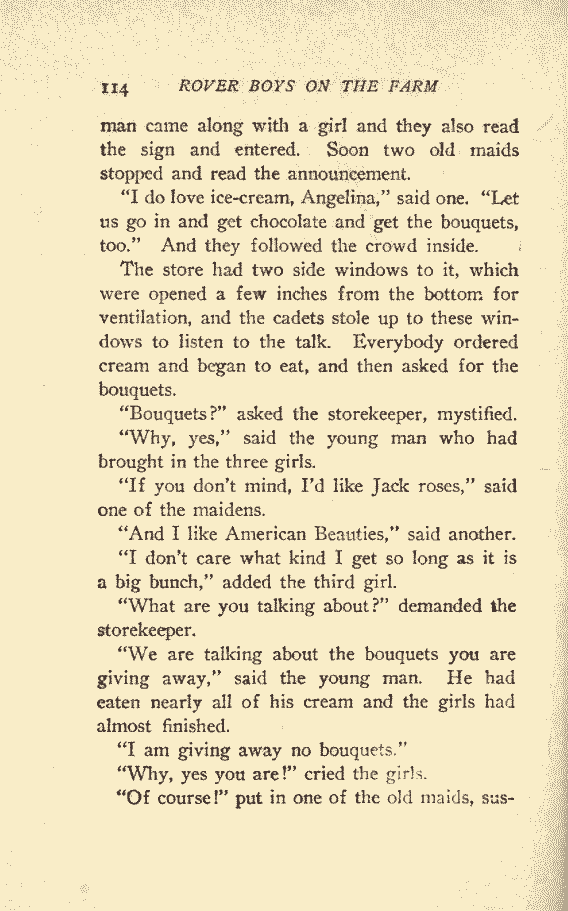 114 ROVER BOYS ON THE FARM
man came along with a girl and they also read
the sign and entered. Soon two old maids
stopped and read the announcement.
“I do love ice-cream, Angelina,” said one. “Let
us go in and get chocolate and get the bouquets,
too.” And they followed the crowd inside.
The store had two side windows to it, which
were opened a few inches from the bottom for
ventilation, and the cadets stole up to these win-
dows to listen to the talk. Everybody ordered
cream and began to eat, and then asked for the
bouquets.
“Bouquets?” asked the storekeeper, mystified.
“Why, yes,” said the young man who had
brought in the three girls.
“If you don’t mind, I’d like Jack roses,” said
one of the maidens.
“And I like American Beauties,” said another.
“I don’t care what kind I get so long as it is
a big bunch,” added the third girl.
“What are you talking about?” demanded the
storekeeper.
“We are talking about the bouquets you are
giving away,” said the young man. He had
eaten nearly all of his cream and the girls had
almost finished.
“I am giving away no bouquets.”
“Why, yes you are!” cried the girls.
“Of course!” put in one of the old maids, sus-